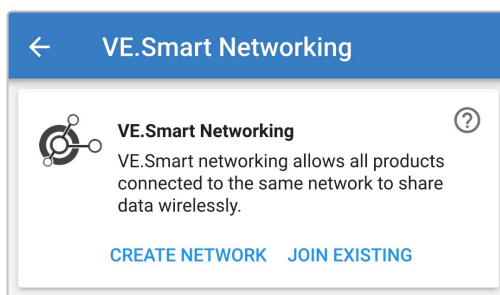 VE.Smart Networking
VE.Smart Networking
VE.Smart networking allows all products
connected to the same network to share
data wirelessly.
CREATE NETWORK JOIN EXISTING